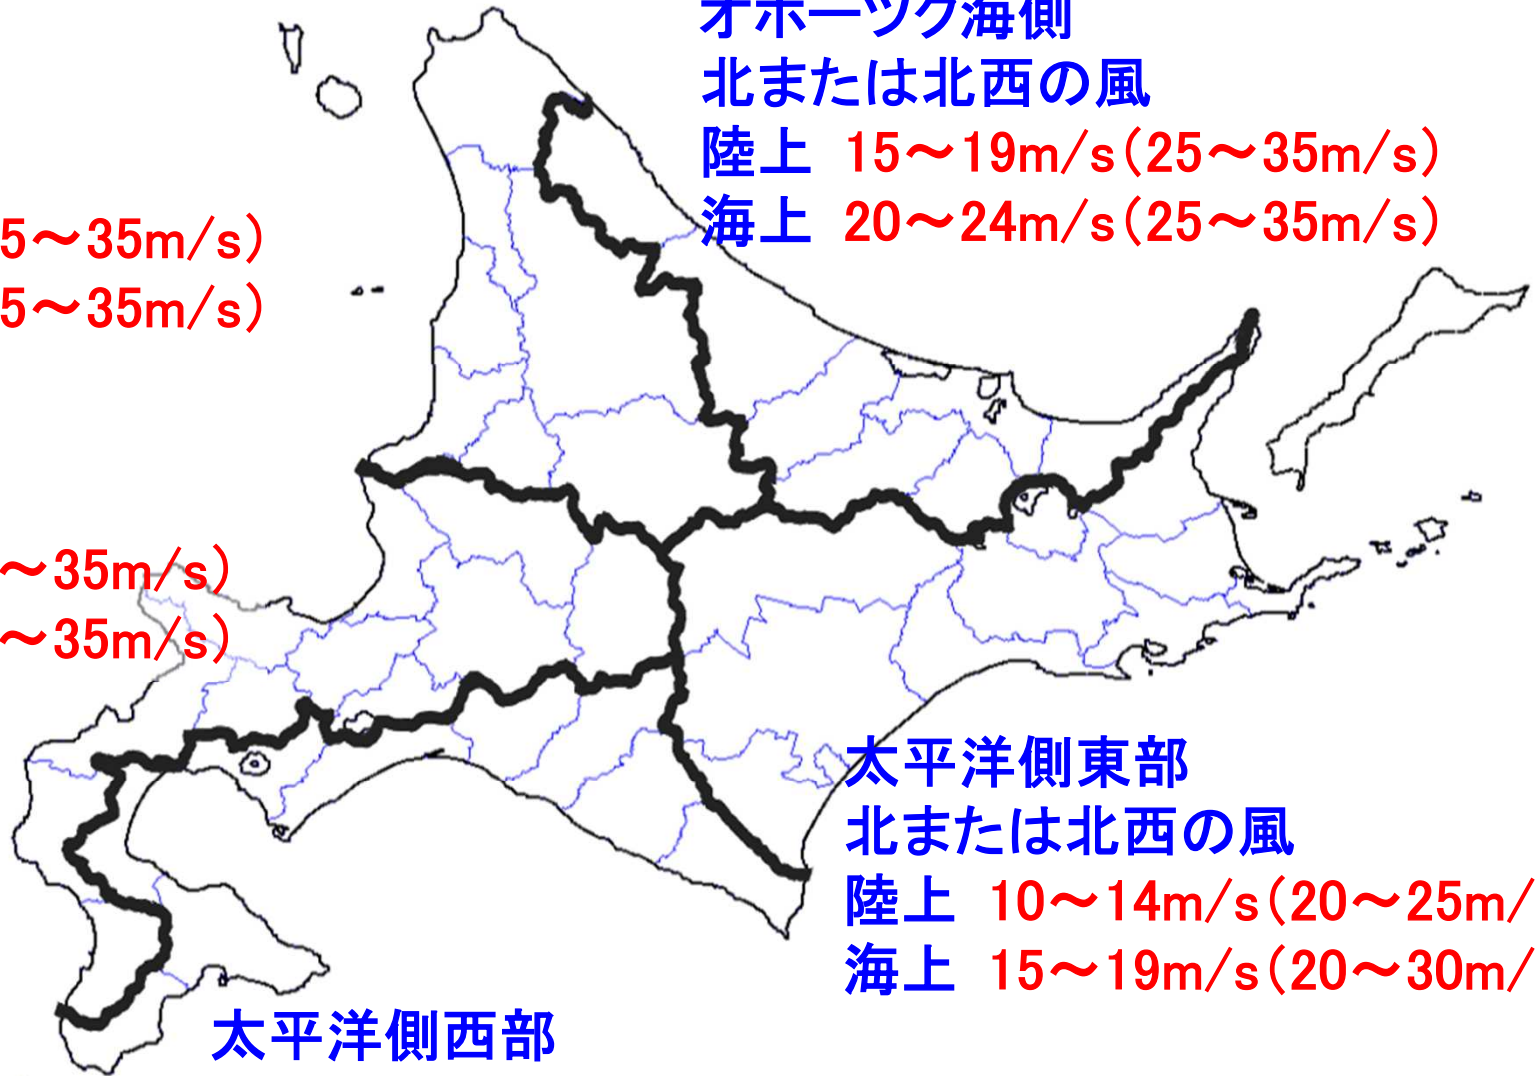 オホーツク海側
北または北西の風
陸上 15～19m/s(25～35m/s)
海上 20～24m/s(25～35m/s)
5～35m/s)
5～35m/s)
～35m/s)
～35m/s)
太平洋側東部
北または北西の風
陸上 10～14m/s(20～25m/
海上 15～19m/s(20～30m/
太平洋側西部